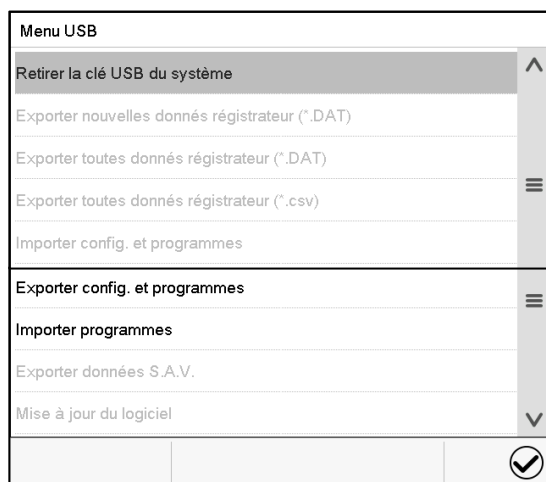 Menu USB
Retirer la clé USB du système
Exporter nouvelles donnés régistrateur (*.DAT)
Exporter toutes donnés régistrateur (*.DAT)
Exporter toutes donnés régistrateur (*.csv)
Importer config. et programmes
Exporter config. et programmes
Importer programmes
Exporter données S.A.V.
Mise à jour du logiciel